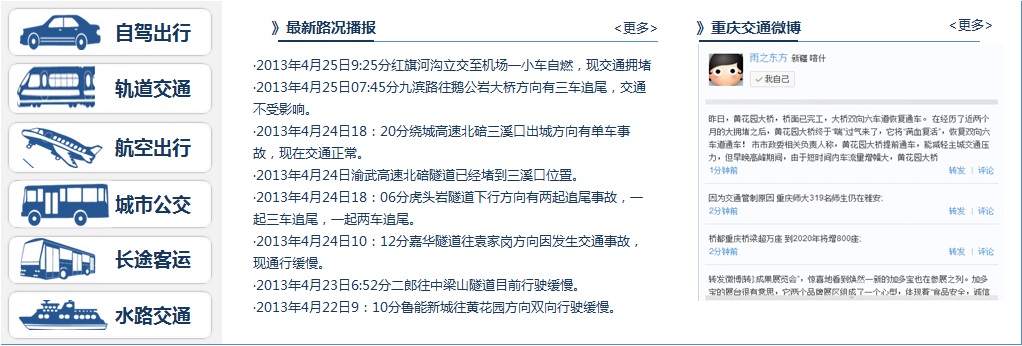 自驾出行
轨道交通
航空出行
城市公交
长途客运
水路交通
》最新路况播报
<更多>
·2013年4月25日9:25分红旗河沟立交至机场一小车自燃，现交通拥堵
·2013年4月25日07:45分九滨路往鹅公岩大桥方向有三车追尾，交通
不受影响。
·2013年4月24日18：20分绕城高速北碚三溪口出城方向有单车事
故，现在交通正常。
·2013年4月24日渝武高速北碚隧道已经堵到三溪口位置。
·2013年4月24日18：06分虎头岩隧道下行方向有两起追尾事故，一
起三车追尾，一起两车追尾。
·2013年4月24日10：12分嘉华隧道往袁家岗方向因发生交通事故，
现通行缓慢。
·2013年4月23日6:52分二郎往中梁山隧道目前行驶缓慢。
·2013年4月22日9：10分鲁能新城往黄花园方向双向行驶缓慢。
》重庆交通微博
<更多>
雨之东方 新疆 喀什
✓我自己
昨日，黄花园大桥，桥面已完工，大桥双向六车道恢复通车。在经历了近两个
月的大拥堵之后，黄花园大桥终于“喘”过气来了，它将“满血复活”，恢复双向六
车道通车！ 市市政委相关负责人称，黄花园大桥提前通车，能减轻主城交通压
力，但早晚高峰期间，由于短时间内车流量增幅大，黄花园大桥
1分钟前 转发 | 评论
因为交通管制原因 重庆师大319名师生仍在雅安;
2分钟前 转发 | 评论
桥都重庆桥梁超万座 到2020年将增800座;
2分钟前 转发 | 评论
转发微博[转]“成果展览会”，惊喜地看到焕然一新的加多宝也在参展之列。加多
宝的展台很有意思，它两个品牌展区组成了一个心型，体现着“食品安全，诚信